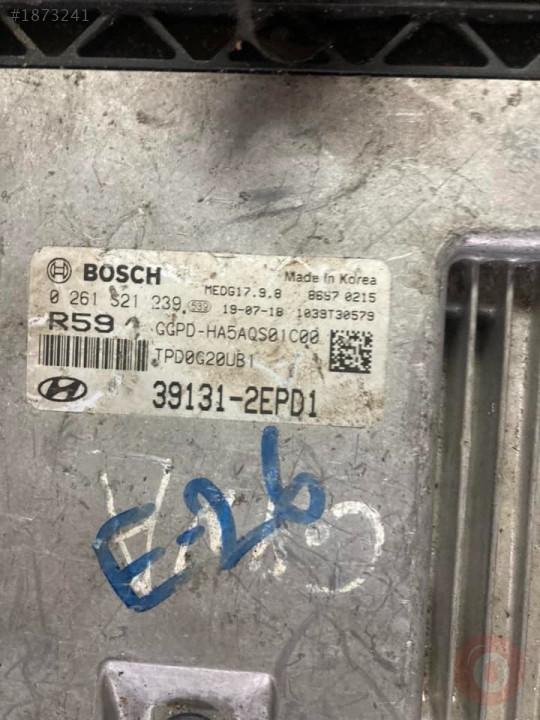 #1873241
BOSCH
Made in Korea
MEDG17.9.8 8697 0215
0 261 S21 239 19-07-18 1039T30579
R59
GGPD-HA5AQS01C00
TPD0G20UB1
39131-2EPD1
E-26